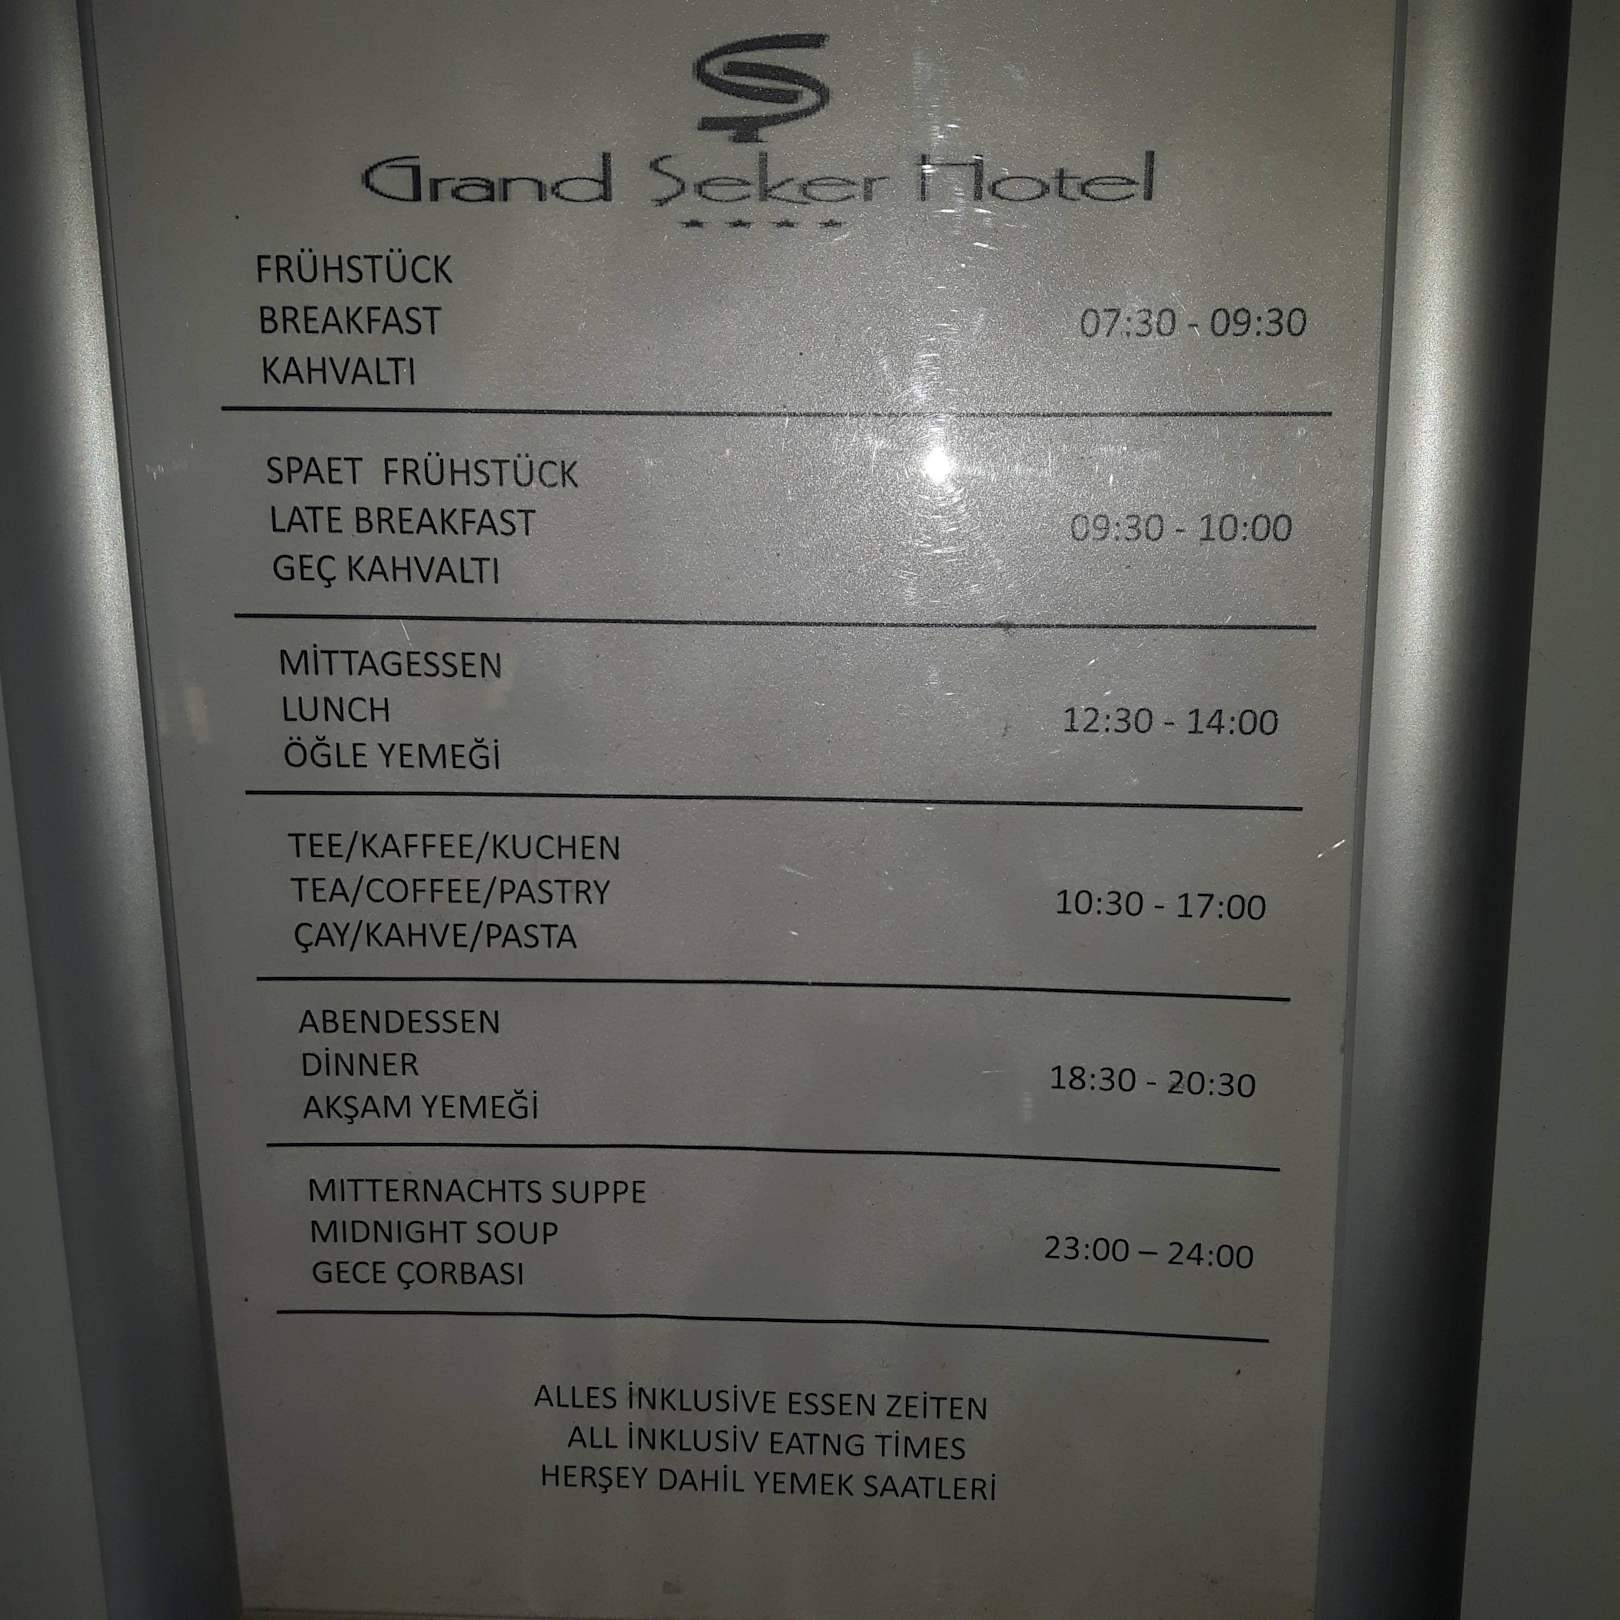 Grand Şeker Hotel
FRÜHSTÜCK
BREAKFAST
KAHVALTI
07:30 - 09:30
SPAET FRÜHSTÜCK
LATE BREAKFAST
GEÇ KAHVALTI
09:30 - 10:00
MİTTAGESSEN
LUNCH
ÖĞLE YEMEĞİ
12:30 - 14:00
TEE/KAFFEE/KUCHEN
TEA/COFFEE/PASTRY
ÇAY/KAHVE/PASTA
10:30 - 17:00
ABENDESSEN
DİNNER
AKŞAM YEMEĞİ
18:30 - 20:30
MITTERNACHTS SUPPE
MIDNIGHT SOUP
GECE ÇORBASI
23:00 – 24:00
ALLES İNKLUSİVE ESSEN ZEİTEN
ALL İNKLUSİV EATNG TİMES
HERŞEY DAHİL YEMEK SAATLERİ